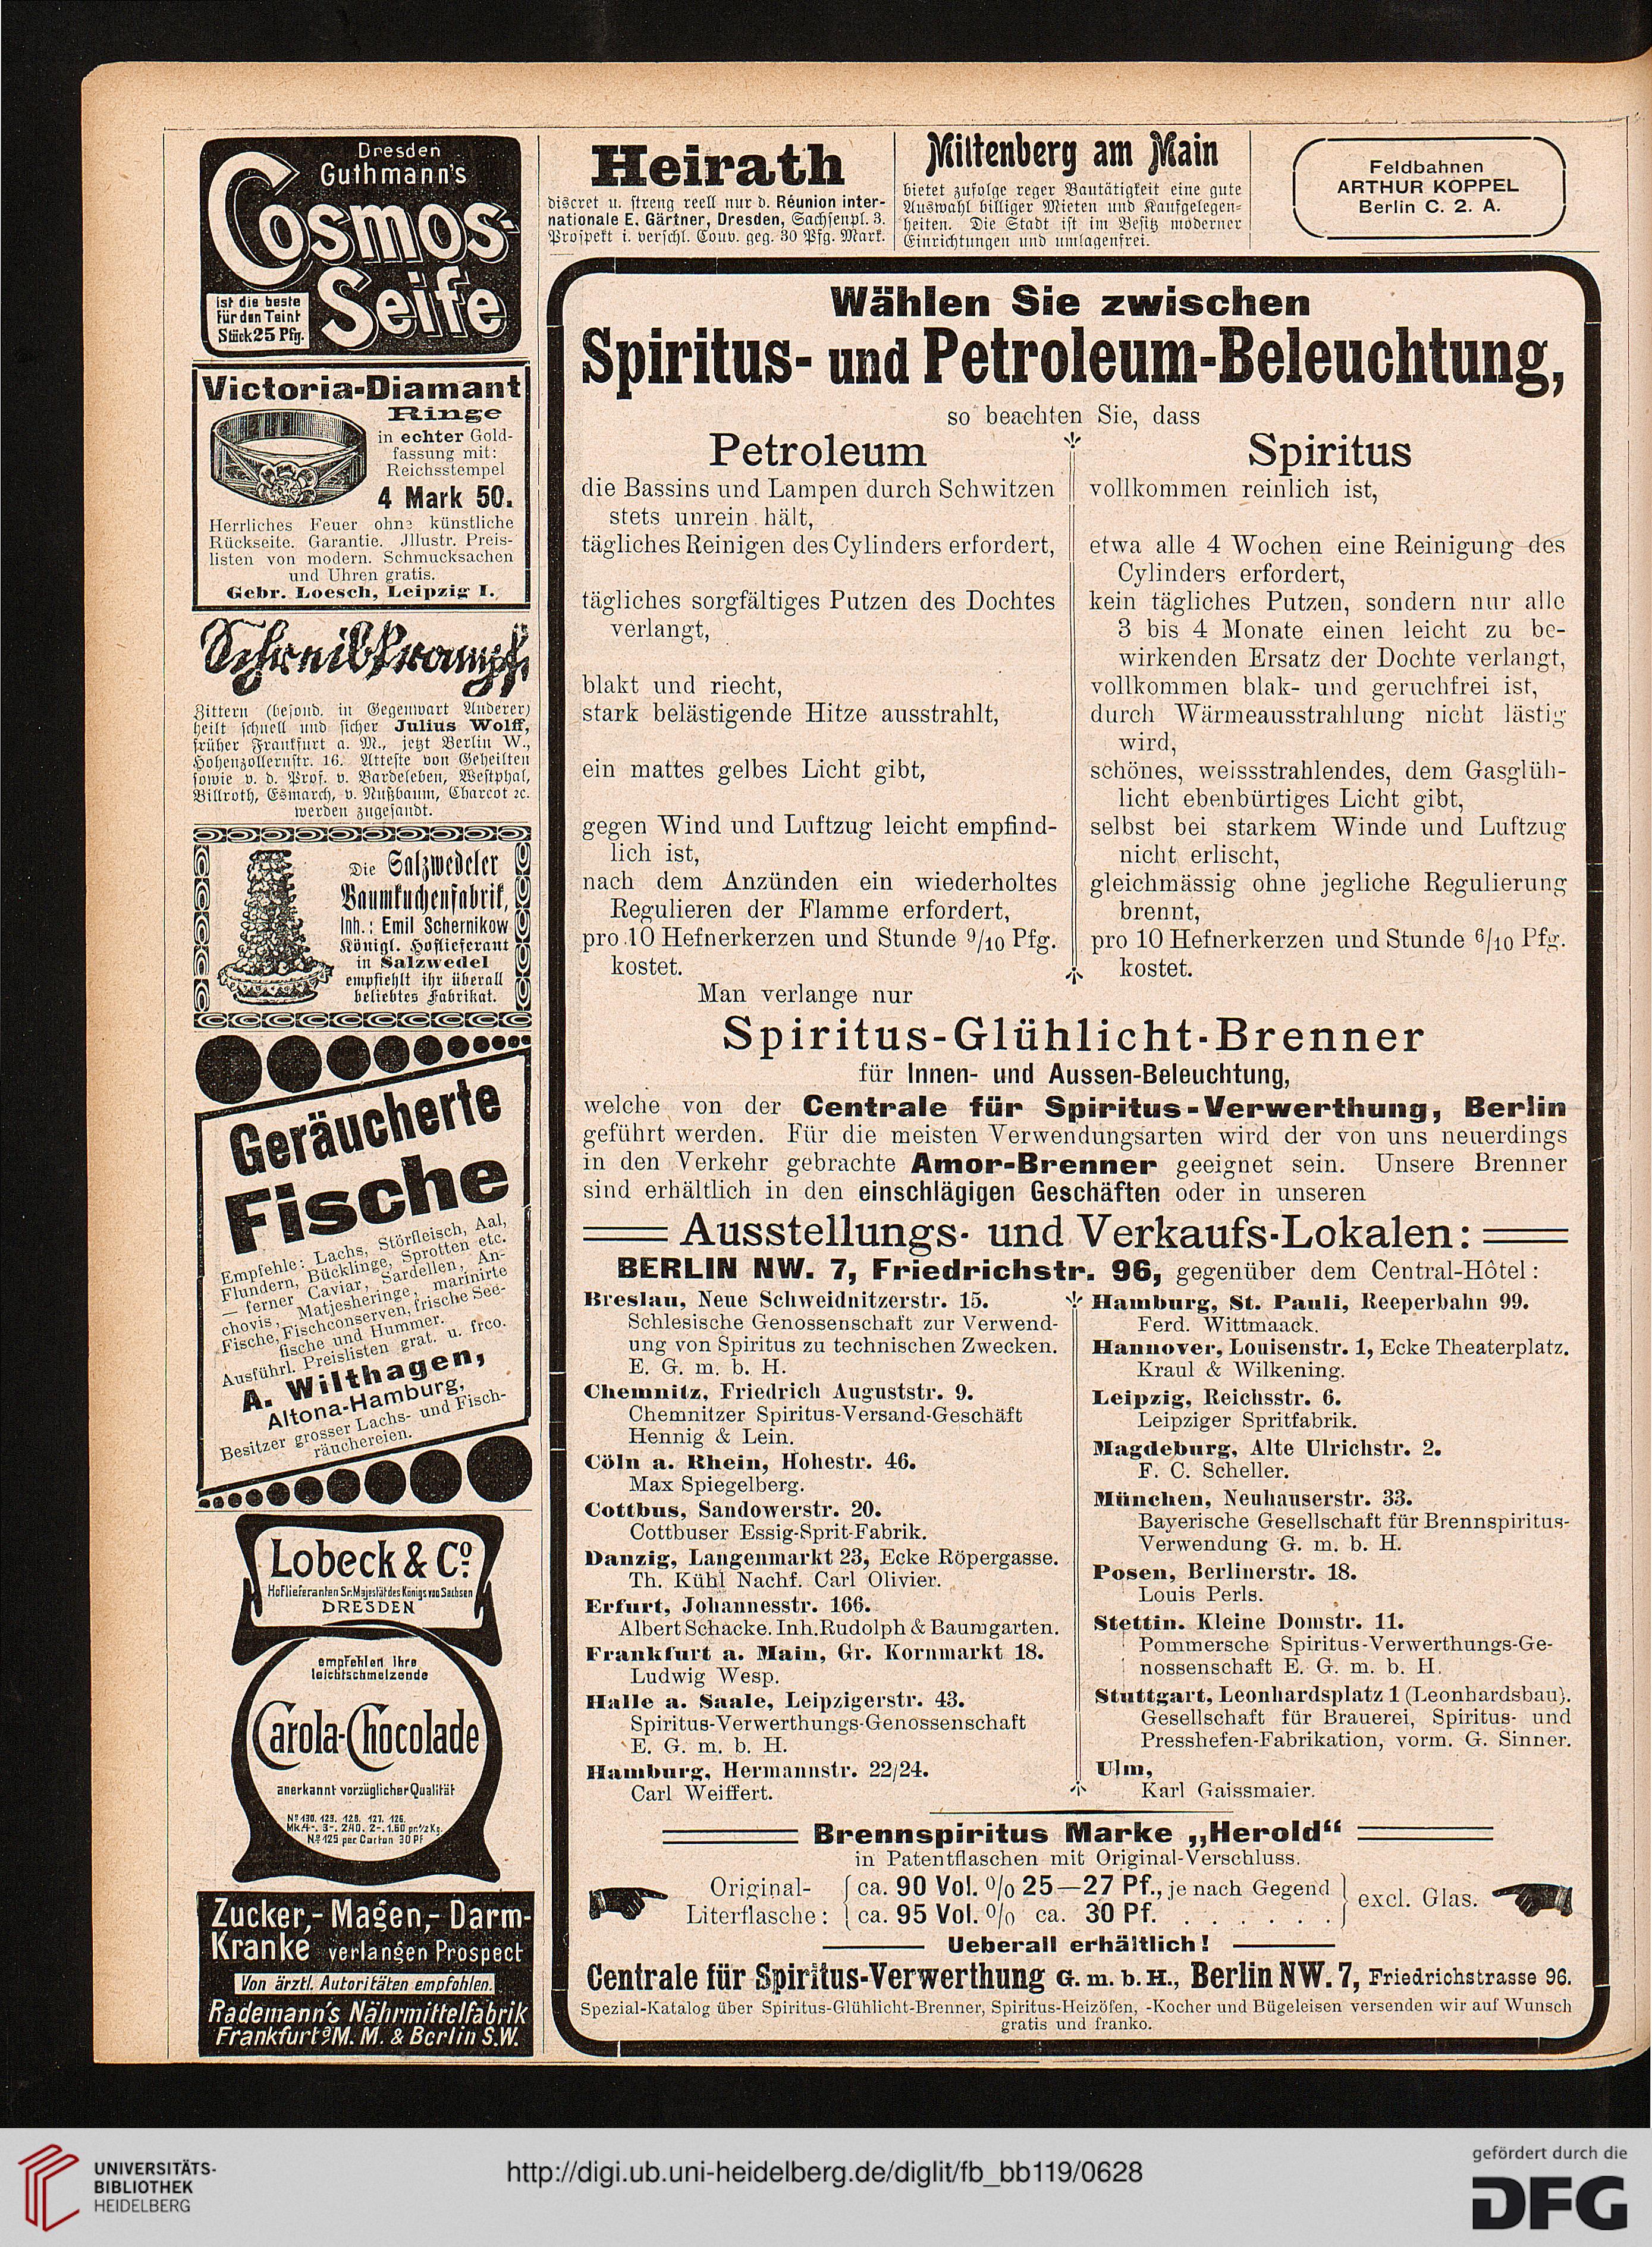 Dresden
Guthmann's
Cosmos-
Seife
ist die beste
für den Teint
Stück 25 Pfg.
Victoria-Diamant
Ringe
in echter Gold-
fassung mit:
Reichsstempel
4 Mark 50.
Herrliches Feuer ohne künstliche
Rückseite. Garantie. Jllustr. Preis-
listen von modern. Schmucksachen
und Uhren gratis.
Gebr. Loesch, Leipzig I.
Schreibkrampf,
Zittern (besond. in Gegenwart Anderer)
heilt schnell und sicher Julius Wolff,
früher Frankfurt a. M., jetzt Berlin W.,
Hohenzollernstr. 16. Atteste von Geheilten
sowie v. d. Prof. v. Bardeleben, Westphal,
Billroth, Esmarch, v. Nußbaum, Charcot ꝛc.
werden zugesandt.
Die Salzwedeler
Baumkuchenfabrik,
Inh.: Emil Schernikow
Königl. Hoflieferant
in Salzwedel
empfiehlt ihr überall
beliebtes Fabrikat.
Geräucherte
Fische
Empfehle: Lachs, Störfleisch, Aal,
Flundern, Bücklinge, Sprotten etc.
— ferner Caviar, Sardellen, An-
chovis, Matjesheringe, marinirte
Fische, Fischconserven, frische See-
fische und Hummer.
Ausführl. Preislisten grat. u. frco.
A. Wilthagen,
Altona-Hamburg,
Besitzer grosser Lachs- und Fisch-
räuchereien.
Lobeck & Co.
Hoflieferanten Sr. Majestät des Königs von Sachsen
DRESDEN
empfehlen ihre
leichtschmelzende
Carola-Chocolade
anerkannt vorzüglicher Qualität
No 130. 129. 128. 127. 126.
Mk. 4-. 3-. 2.40. 2-. 1.60 pr. ½ Kg.
No 125 per Carton 30 Pf
Zucker,- Magen,- Darm-
Kranke verlangen Prospect
Von ärztl. Autoritäten empfohlen.
Rademann's Nährmittelfabrik
Frankfurt a/M. M. & Berlin S.W.
Heirath
discret u. streng reell nur d. Réunion inter-
nationale E. Gärtner, Dresden, Sachsenpl. 3.
Prospekt i. verschl. Couv. geg. 30 Pfg. Mark.
Miltenberg am Main
bietet zufolge reger Bautätigkeit eine gute
Auswahl billiger Mieten und Kaufgelegen-
heiten. Die Stadt ist im Besitz moderner
Einrichtungen und umlagenfrei.
Feldbahnen
ARTHUR KOPPEL
Berlin C. 2. A.
Wählen Sie zwischen
Spiritus- und Petroleum-Beleuchtung,
so beachten Sie, dass
Petroleum
die Bassins und Lampen durch Schwitzen
stets unrein hält,
tägliches Reinigen des Cylinders erfordert,
tägliches sorgfältiges Putzen des Dochtes
verlangt,
blakt und riecht,
stark belästigende Hitze ausstrahlt,
ein mattes gelbes Licht gibt,
gegen Wind und Luftzug leicht empfind-
lich ist,
nach dem Anzünden ein wiederholtes
Regulieren der Flamme erfordert,
pro 10 Hefnerkerzen und Stunde 9/10 Pfg.
kostet.
Spiritus
vollkommen reinlich ist,
etwa alle 4 Wochen eine Reinigung des
Cylinders erfordert,
kein tägliches Putzen, sondern nur alle
3 bis 4 Monate einen leicht zu be-
wirkenden Ersatz der Dochte verlangt,
vollkommen blak- und geruchfrei ist,
durch Wärmeausstrahlung nicht lästig
wird,
schönes, weissstrahlendes, dem Gasglüh-
licht ebenbürtiges Licht gibt,
selbst bei starkem Winde und Luftzug
nicht erlischt,
gleichmässig ohne jegliche Regulierung
brennt,
pro 10 Hefnerkerzen und Stunde 6/10 Pfg.
kostet.
Man verlange nur
Spiritus-Glühlicht-Brenner
für Innen- und Aussen-Beleuchtung,
welche von der Centrale für Spiritus-Verwerthung, Berlin
geführt werden. Für die meisten Verwendungsarten wird der von uns neuerdings
in den Verkehr gebrachte Amor-Brenner geeignet sein. Unsere Brenner
sind erhältlich in den einschlägigen Geschäften oder in unseren
Ausstellungs- und Verkaufs-Lokalen:
BERLIN NW. 7, Friedrichstr. 96, gegenüber dem Central-Hôtel:
Breslau, Neue Schweidnitzerstr. 15.
Schlesische Genossenschaft zur Verwend-
ung von Spiritus zu technischen Zwecken.
E. G. m. b. H.
Chemnitz, Friedrich Auguststr. 9.
Chemnitzer Spiritus-Versand-Geschäft
Hennig & Lein.
Cöln a. Rhein, Hohestr. 46.
Max Spiegelberg.
Cottbus, Sandowerstr. 20.
Cottbuser Essig-Sprit-Fabrik.
Danzig, Langenmarkt 23, Ecke Röpergasse.
Th. Kühl Nachf. Carl Olivier.
Erfurt, Johannesstr. 166.
Albert Schacke. Inh. Rudolph & Baumgarten.
Frankfurt a. Main, Gr. Kornmarkt 18.
Ludwig Wesp.
Halle a. Saale, Leipzigerstr. 43.
Spiritus-Verwerthungs-Genossenschaft
E. G. m. b. H.
Hamburg, Hermannstr. 22/24.
Carl Weiffert.
Hamburg, St. Pauli, Reeperbahn 99.
Ferd. Wittmaack.
Hannover, Louisenstr. 1, Ecke Theaterplatz.
Kraul & Wilkening.
Leipzig, Reichsstr. 6.
Leipziger Spritfabrik.
Magdeburg, Alte Ulrichstr. 2.
F. C. Scheller.
München, Neuhauserstr. 33.
Bayerische Gesellschaft für Brennspiritus-
Verwendung G. m. b. H.
Posen, Berlinerstr. 18.
Louis Perls.
Stettin. Kleine Domstr. 11.
Pommersche Spiritus-Verwerthungs-Ge-
nossenschaft E. G. m. b. H.
Stuttgart, Leonhardsplatz 1 (Leonhardsbau).
Gesellschaft für Brauerei, Spiritus- und
Presshefen-Fabrikation, vorm. G. Sinner.
Ulm,
Karl Gaissmaier.
Brennspiritus Marke „Herold“
in Patentflaschen mit Original-Verschluss.
Original- ca. 90 Vol. % 25—27 Pf., je nach Gegend
Literflasche: ca. 95 Vol. % ca. 30 Pf. . . . . . . excl. Glas.
Ueberall erhältlich!
Centrale für Spiritus-Verwerthung G. m. b. H., Berlin NW. 7, Friedrichstrasse 96.
Spezial-Katalog über Spiritus-Glühlicht-Brenner, Spiritus-Heizöfen, -Kocher und Bügeleisen versenden wir auf Wunsch
gratis und franko.
UNIVERSITÄTS-
BIBLIOTHEK
HEIDELBERG
http://digi.ub.uni-heidelberg.de/diglit/fb_bb119/0628
gefördert durch die
DFG